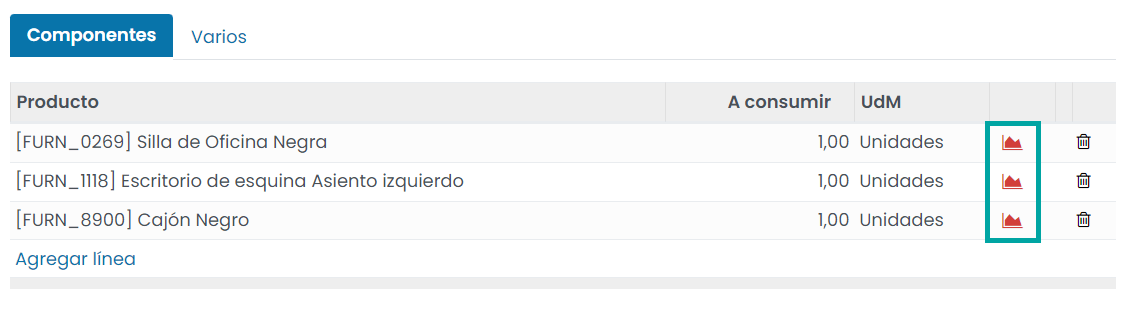 Componentes Varios
Producto A consumir UdM
[FURN_0269] Silla de Oficina Negra 1,00 Unidades
[FURN_1118] Escritorio de esquina Asiento izquierdo 1,00 Unidades
[FURN_8900] Cajón Negro 1,00 Unidades
Agregar línea